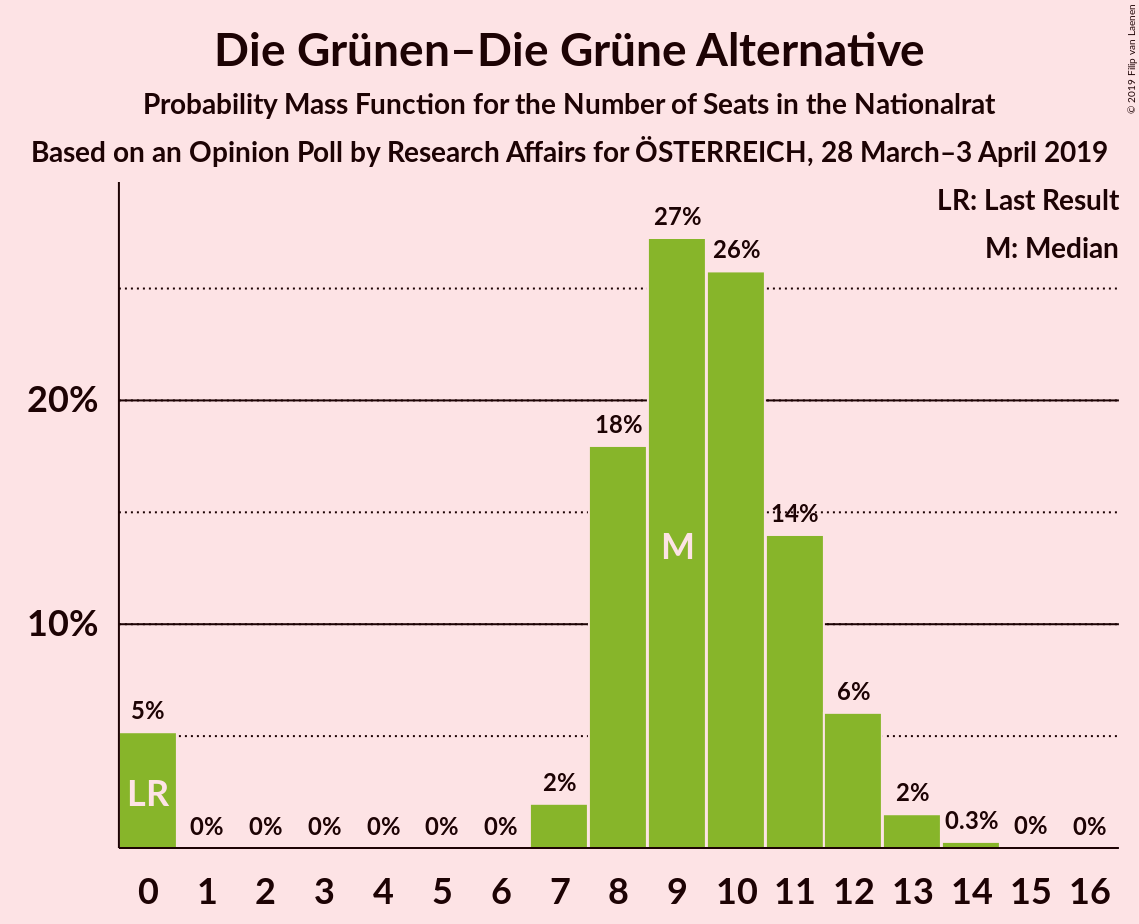 Die Grünen–Die Grüne Alternative
Probability Mass Function for the Number of Seats in the Nationalrat
Based on an Opinion Poll by Research Affairs for ÖSTERREICH, 28 March–3 April 2019
© 2019 Filip van Laenen
LR: Last Result
M: Median
20%
10%
5%
0%
0%
0%
0%
0%
0%
2%
18%
27%
26%
14%
6%
2%
0.3%
0%
0%
LR
M
0 1 2 3 4 5 6 7 8 9 10 11 12 13 14 15 16